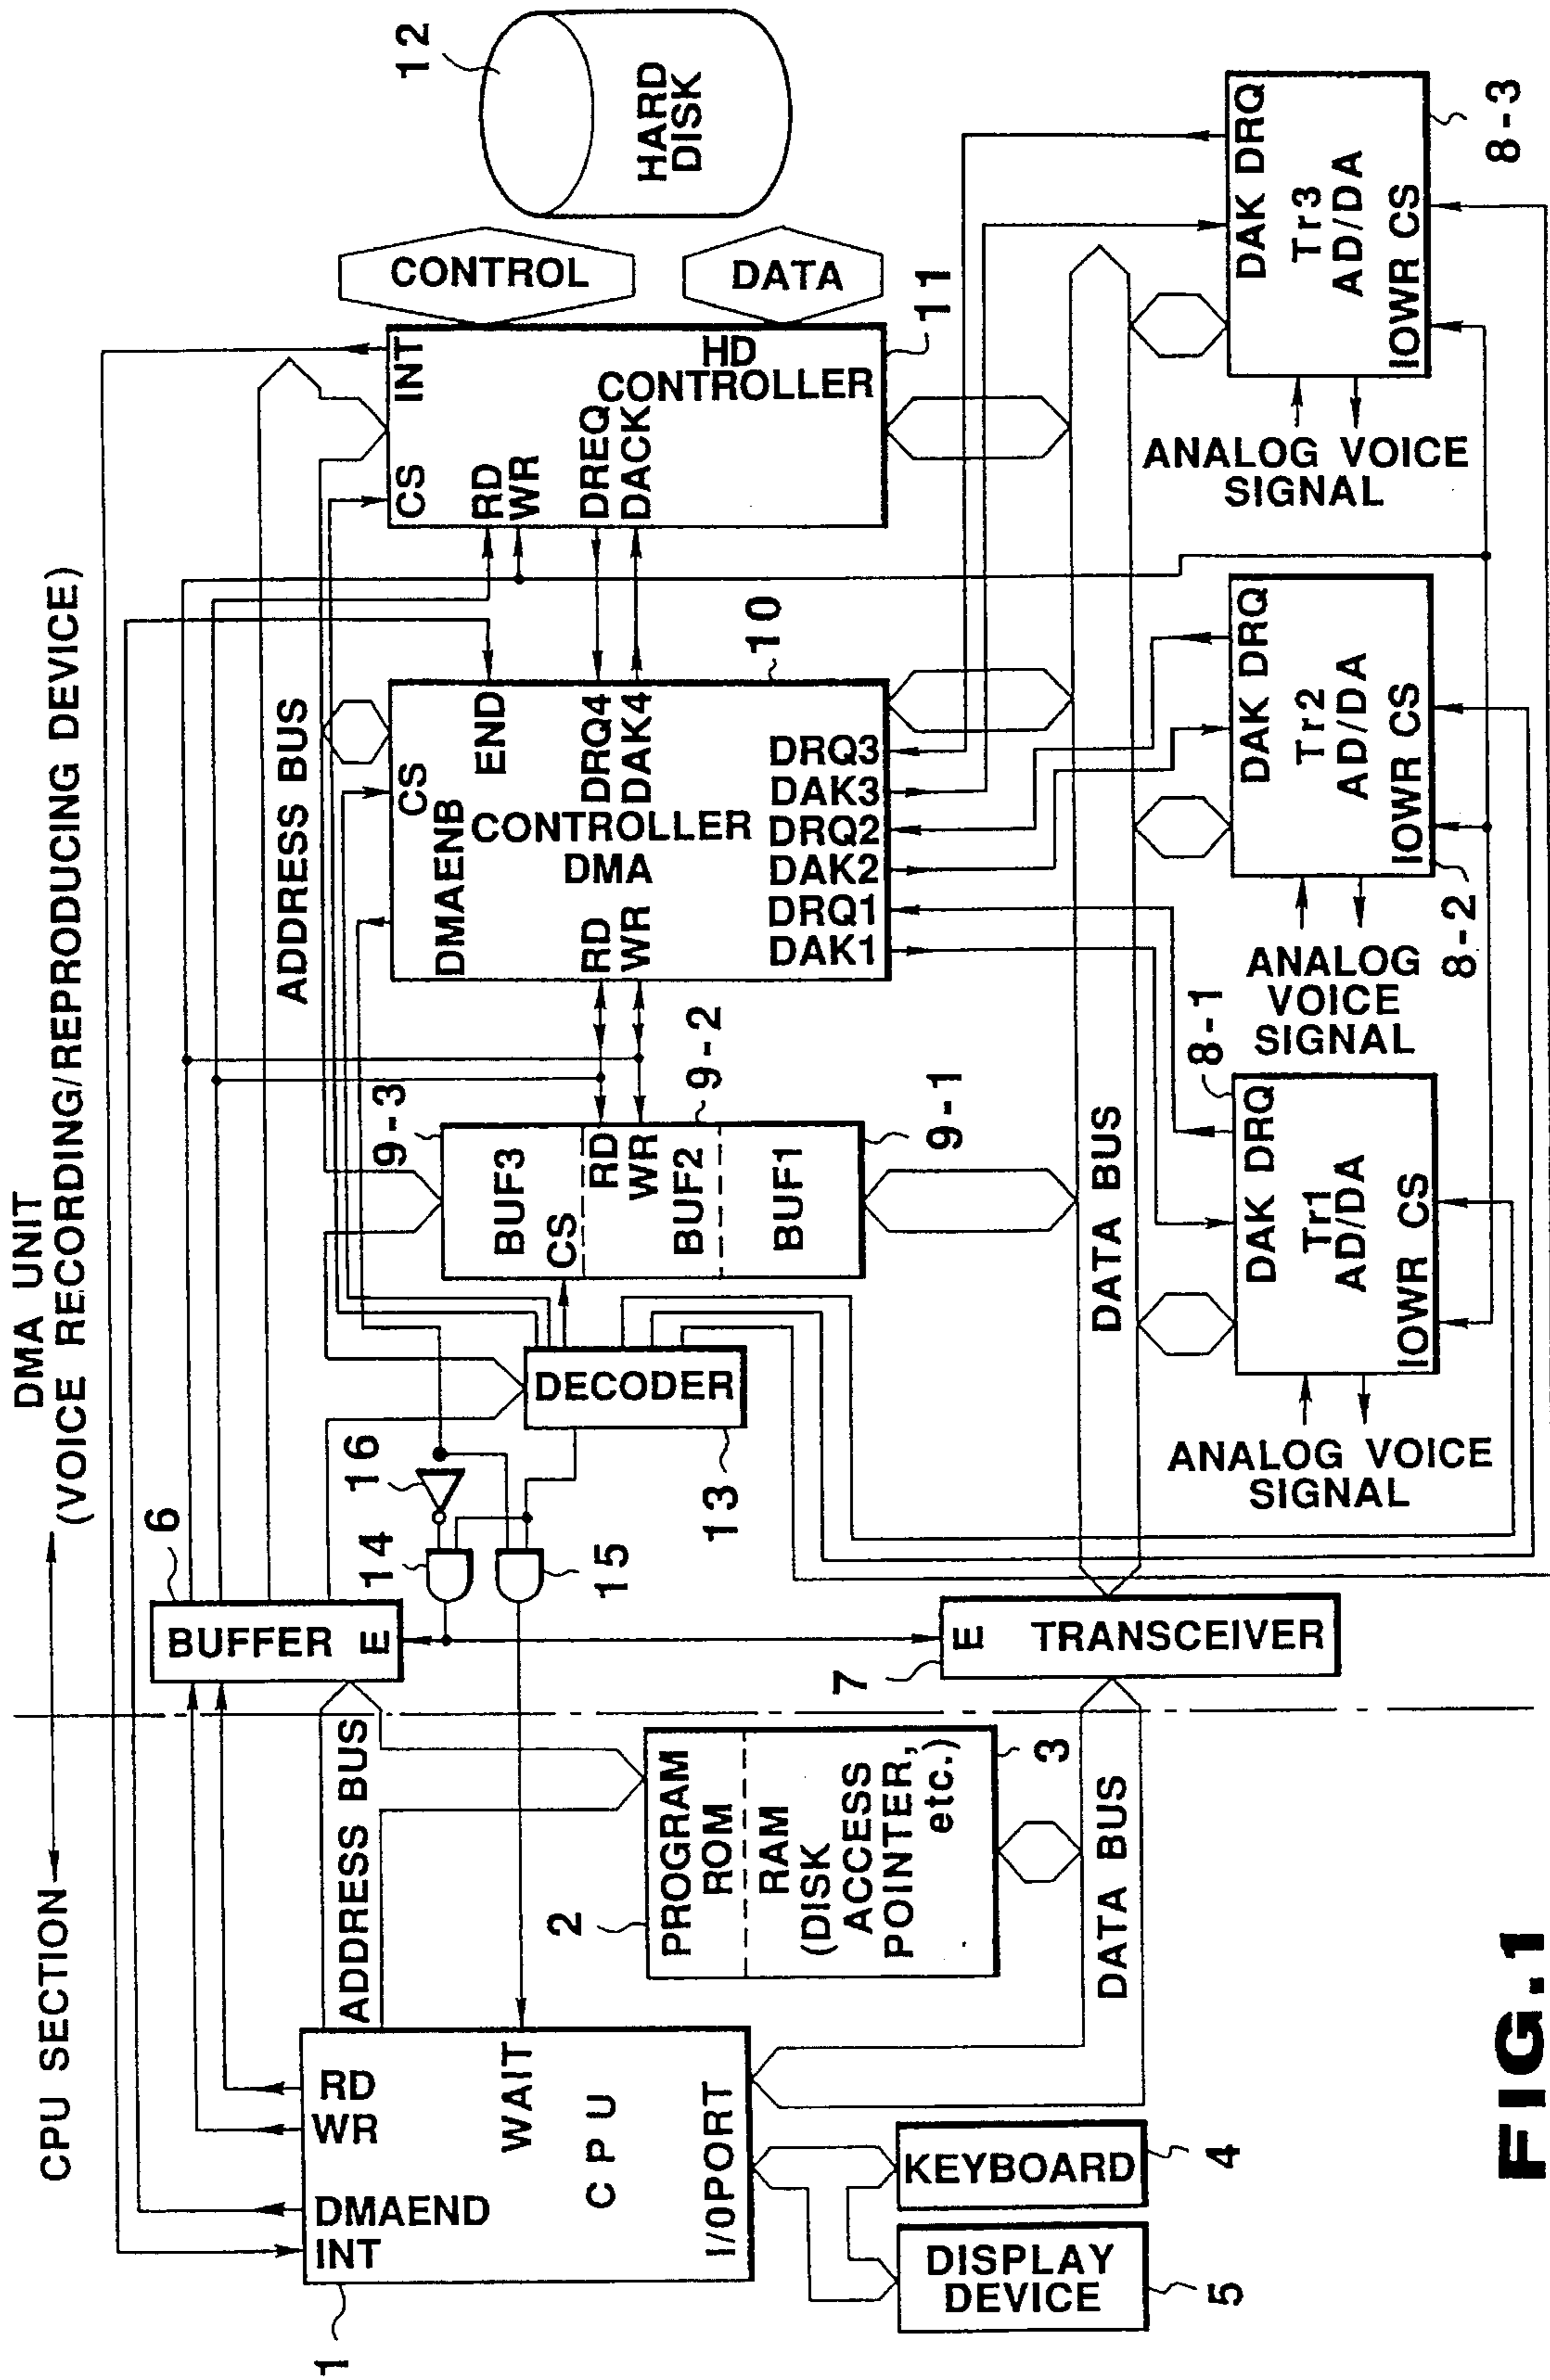 DMA UNIT
CPU SECTION
(VOICE RECORDING/REPRODUCING DEVICE)
1
INT
DMAEND
WR
RD
WAIT
CPU
I/OPORT
ADDRESS BUS
2
PROGRAM
ROM
RAM
(DISK
ACCESS
POINTER,
etc.)
3
DATA BUS
KEYBOARD
4
DISPLAY
DEVICE
5
6
BUFFER
E
7
E
TRANSCEIVER
14
15
16
DECODER
13
ADDRESS BUS
9-3
BUF3
CS
RD
WR
BUF2
9-2
BUF1
9-1
DATA BUS
CS
DMAENB
END
RD
WR
CONTROLLER
DMA
DRQ4
DAK4
DAK1
DRQ1
DAK2
DRQ2
DAK3
DRQ3
10
CS
INT
RD
WR
DREQ
DACK
HD
CONTROLLER
11
CONTROL
DATA
12
HARD
DISK
8-1
DAK DRQ
Tr1
AD/DA
IOWR CS
ANALOG VOICE
SIGNAL
8-2
DAK DRQ
Tr2
AD/DA
IOWR CS
ANALOG
VOICE
SIGNAL
8-3
DAK DRQ
Tr3
AD/DA
IOWR CS
ANALOG VOICE
SIGNAL
FIG.1